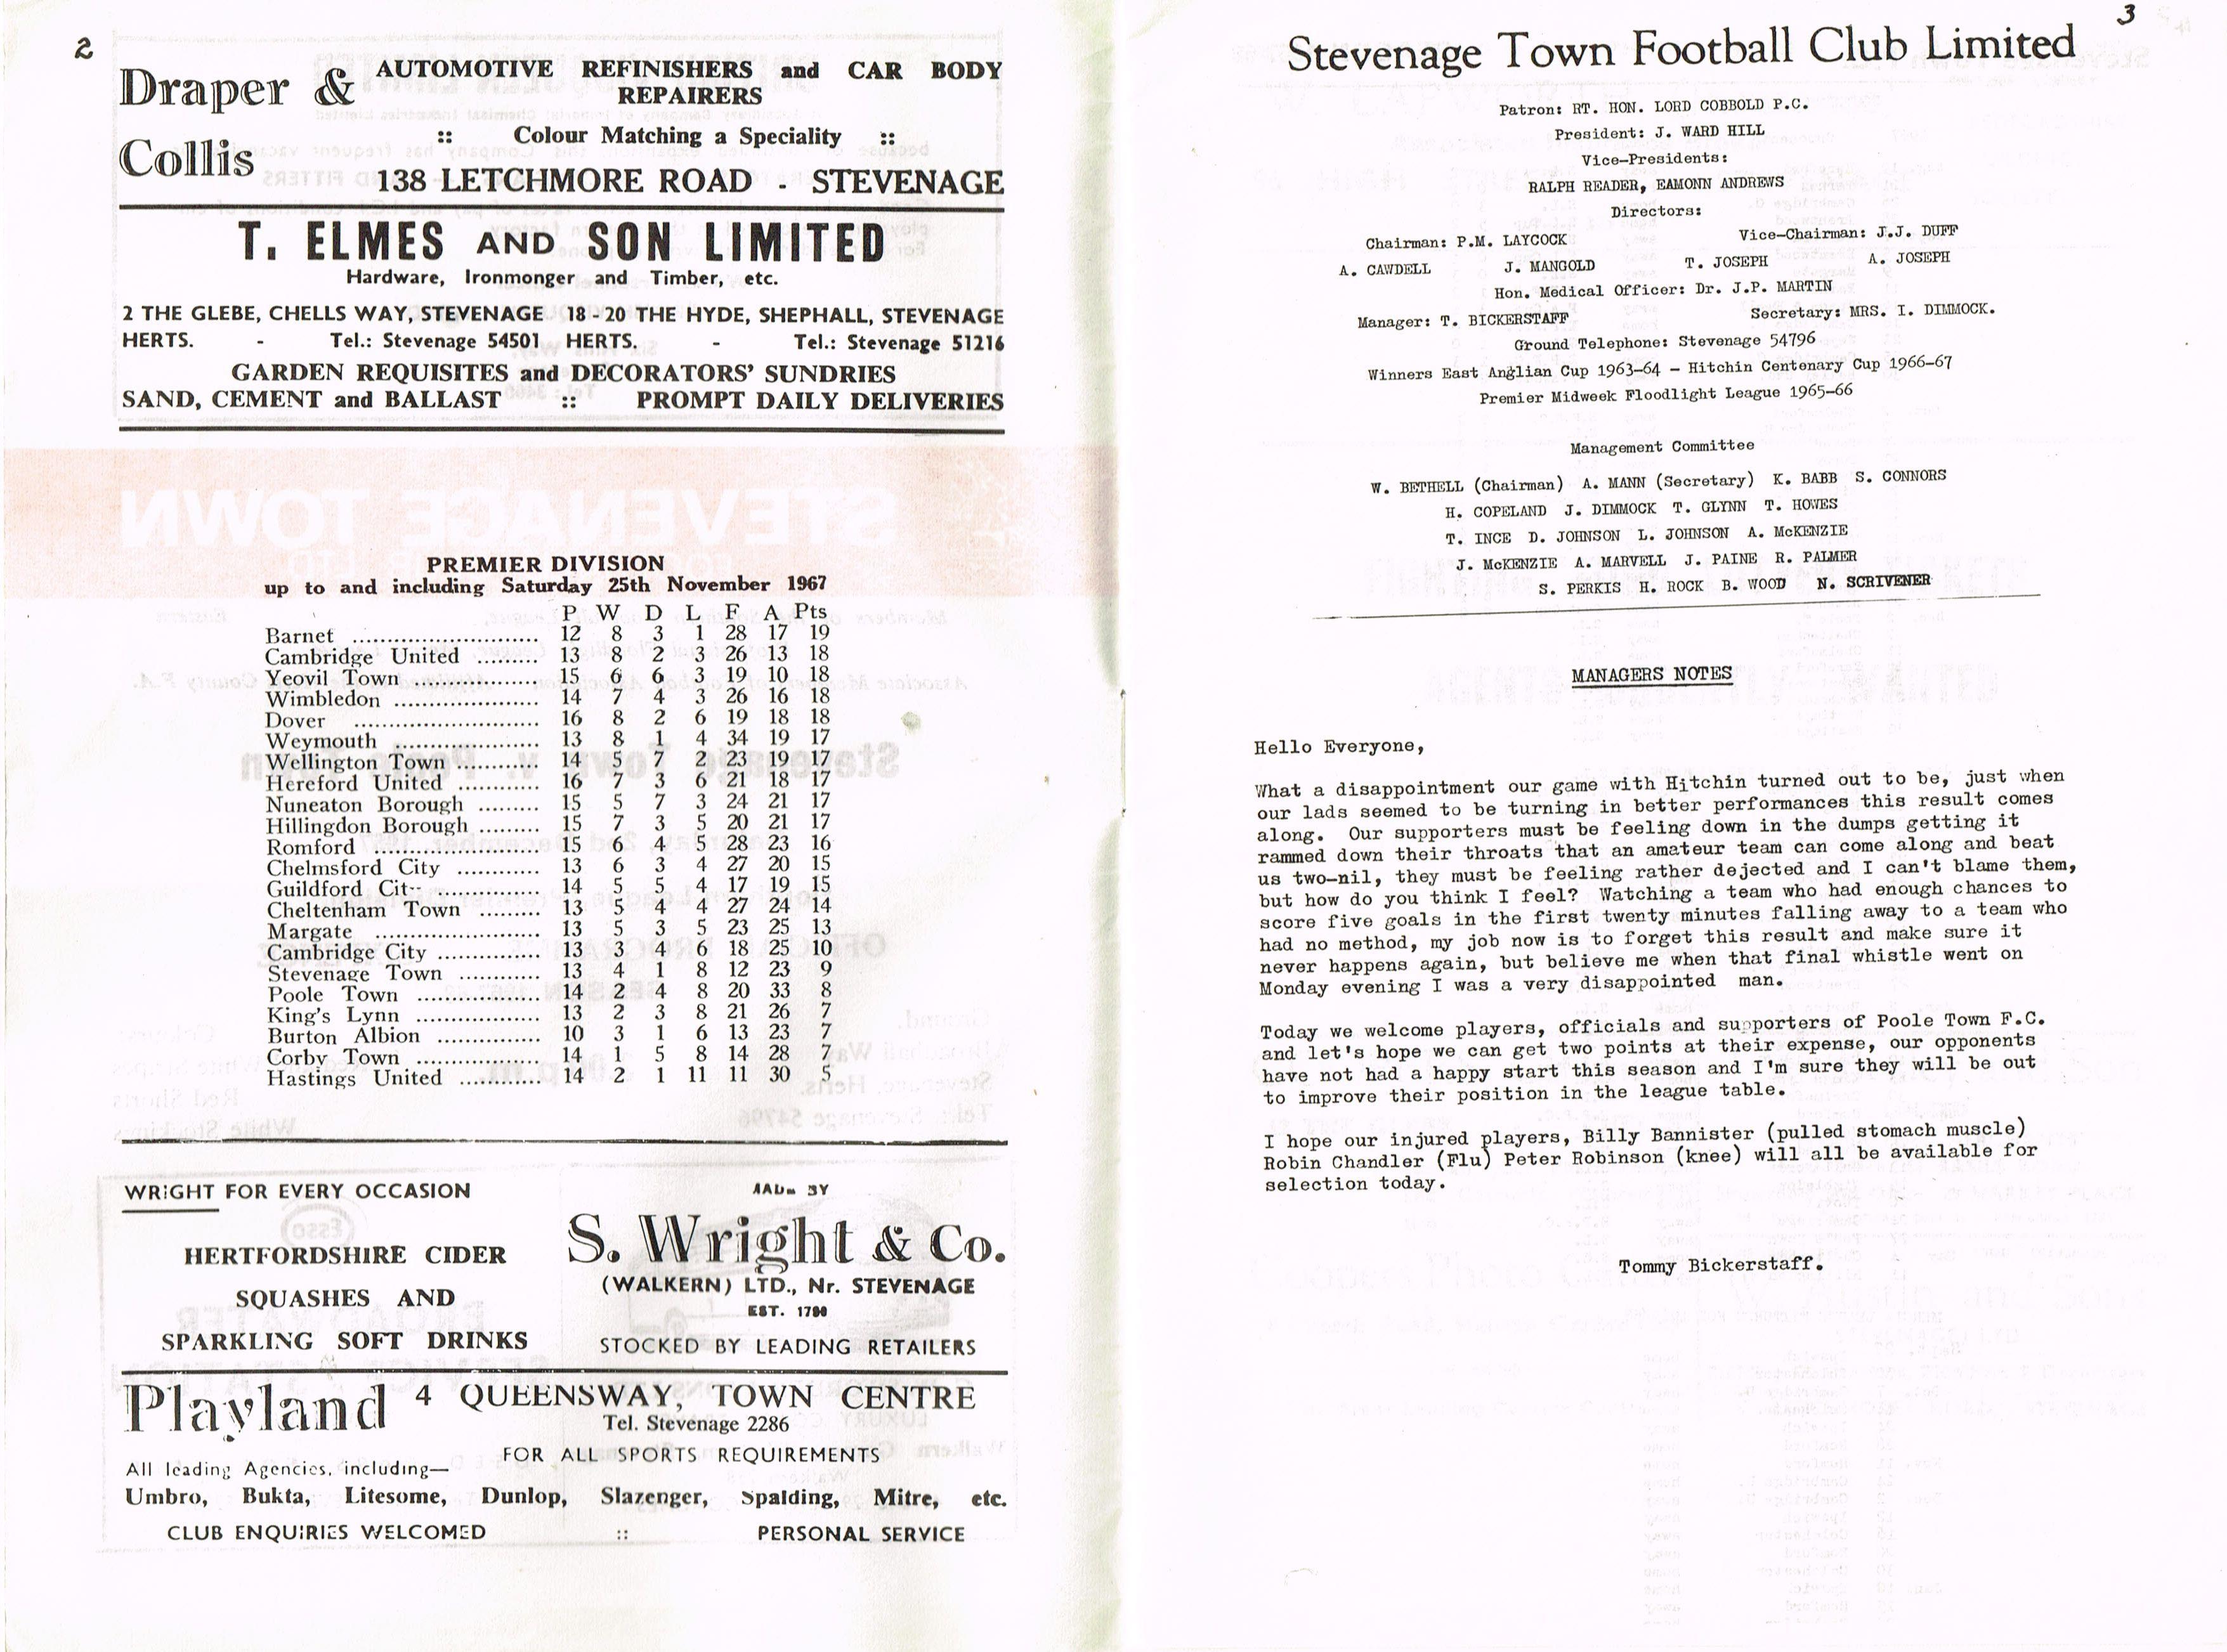 2
Draper & Collis
AUTOMOTIVE REFINISHERS and CAR BODY
REPAIRERS
:: Colour Matching a Speciality ::
138 LETCHMORE ROAD - STEVENAGE
T. ELMES AND SON LIMITED
Hardware, Ironmonger and Timber, etc.
2 THE GLEBE, CHELLS WAY, STEVENAGE 18-20 THE HYDE, SHEPHALL, STEVENAGE
HERTS. - Tel.: Stevenage 54501 HERTS. - Tel.: Stevenage 51216
GARDEN REQUISITES and DECORATORS' SUNDRIES
SAND, CEMENT and BALLAST :: PROMPT DAILY DELIVERIES
PREMIER DIVISION
up to and including Saturday 25th November 1967
P W D L F A Pts
Barnet .......................... 12 8 3 1 28 17 19
Cambridge United ......... 13 8 2 3 26 13 18
Yeovil Town .................. 15 6 6 3 19 10 18
Wimbledon ..................... 14 7 4 3 26 16 18
Dover .......................... 16 8 2 6 19 18 18
Weymouth ..................... 13 8 1 4 34 19 17
Wellington Town ............ 14 5 7 2 23 19 17
Hereford United ............ 16 7 3 6 21 18 17
Nuneaton Borough ......... 15 5 7 3 24 21 17
Hillingdon Borough ......... 15 7 3 5 20 21 17
Romford ........................ 15 6 4 5 28 23 16
Chelmsford City ............ 13 6 3 4 27 20 15
Guildford Cit-- ............... 14 5 5 4 17 19 15
Cheltenham Town ......... 13 5 4 4 27 24 14
Margate ........................ 13 5 3 5 23 25 13
Cambridge City ............... 13 3 4 6 18 25 10
Stevenage Town ............ 13 4 1 8 12 23 9
Poole Town .................. 14 2 4 8 20 33 8
King's Lynn .................. 13 2 3 8 21 26 7
Burton Albion ............... 10 3 1 6 13 23 7
Corby Town .................. 14 1 5 8 14 28 7
Hastings United ............ 14 2 1 11 11 30 5
WRIGHT FOR EVERY OCCASION
HERTFORDSHIRE CIDER
SQUASHES AND
SPARKLING SOFT DRINKS
BY
S. Wright & Co.
(WALKERN) LTD., Nr. STEVENAGE
EST.
STOCKED BY LEADING RETAILERS
Playland 4 QUEENSWAY, TOWN CENTRE
Tel. Stevenage 2286
FOR ALL SPORTS REQUIREMENTS
All leading Agencies, including—
Umbro, Bukta, Litesome, Dunlop, Slazenger, Spalding, Mitre, etc.
CLUB ENQUIRIES WELCOMED :: PERSONAL SERVICE
3
Stevenage Town Football Club Limited
Patron: RT. HON. LORD COBBOLD P.C.
President: J. WARD HILL
Vice-Presidents:
RALPH READER, EAMONN ANDREWS
Directors:
Chairman: P.M. LAYCOCK Vice-Chairman: J.J. DUFF
A. CAWDELL J. MANGOLD T. JOSEPH A. JOSEPH
Hon. Medical Officer: Dr. J.P. MARTIN
Manager: T. BICKERSTAFF Secretary: MRS. I. DIMMOCK.
Ground Telephone: Stevenage 54796
Winners East Anglian Cup 1963-64 - Hitchin Centenary Cup 1966-67
Premier Midweek Floodlight League 1965-66
Management Committee
W. BETHELL (Chairman) A. MANN (Secretary) K. BABB S. CONNORS
H. COPELAND J. DIMMOCK T. GLYNN T. HOWES
T. INCE D. JOHNSON L. JOHNSON A. McKENZIE
J. McKENZIE A. MARVELL J. PAINE R. PALMER
S. PERKIS H. ROCK B. WOOD N. SCRIVENER
MANAGERS NOTES
Hello Everyone,
What a disappointment our game with Hitchin turned out to be, just when
our lads seemed to be turning in better performances this result comes
along. Our supporters must be feeling down in the dumps getting it
rammed down their throats that an amateur team can come along and beat
us two-nil, they must be feeling rather dejected and I can't blame them,
but how do you think I feel? Watching a team who had enough chances to
score five goals in the first twenty minutes falling away to a team who
had no method, my job now is to forget this result and make sure it
never happens again, but believe me when that final whistle went on
Monday evening I was a very disappointed man.
Today we welcome players, officials and supporters of Poole Town F.C.
and let's hope we can get two points at their expense, our opponents
have not had a happy start this season and I'm sure they will be out
to improve their position in the league table.
I hope our injured players, Billy Bannister (pulled stomach muscle)
Robin Chandler (Flu) Peter Robinson (knee) will all be available for
selection today.
Tommy Bickerstaff.